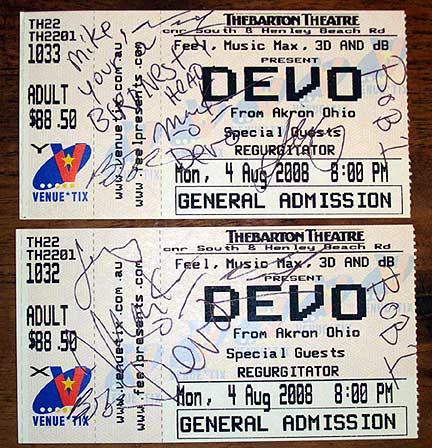 TH22
TH2201
1033
ADULT
$88.50
Y
VENUE*TIX
www.venuetix.com.au
www.feelpresents.com
THEBARTON THEATRE
cnr South & Henley Beach Rd
Feel, Music Max, 3D AND dB
PRESENT
DEVO
From Akron Ohio
Special Guests
REGURGITATOR
Mon, 4 Aug 2008 8:00 PM
GENERAL ADMISSION
Mike
your
HEAD
Devo
TH22
TH2201
1032
ADULT
$88.50
X
VENUE*TIX
www.venuetix.com.au
www.feelpresents.com
THEBARTON THEATRE
cnr South & Henley Beach Rd
Feel, Music Max, 3D AND dB
PRESENT
DEVO
From Akron Ohio
Special Guests
REGURGITATOR
Mon, 4 Aug 2008 8:00 PM
GENERAL ADMISSION
Devo